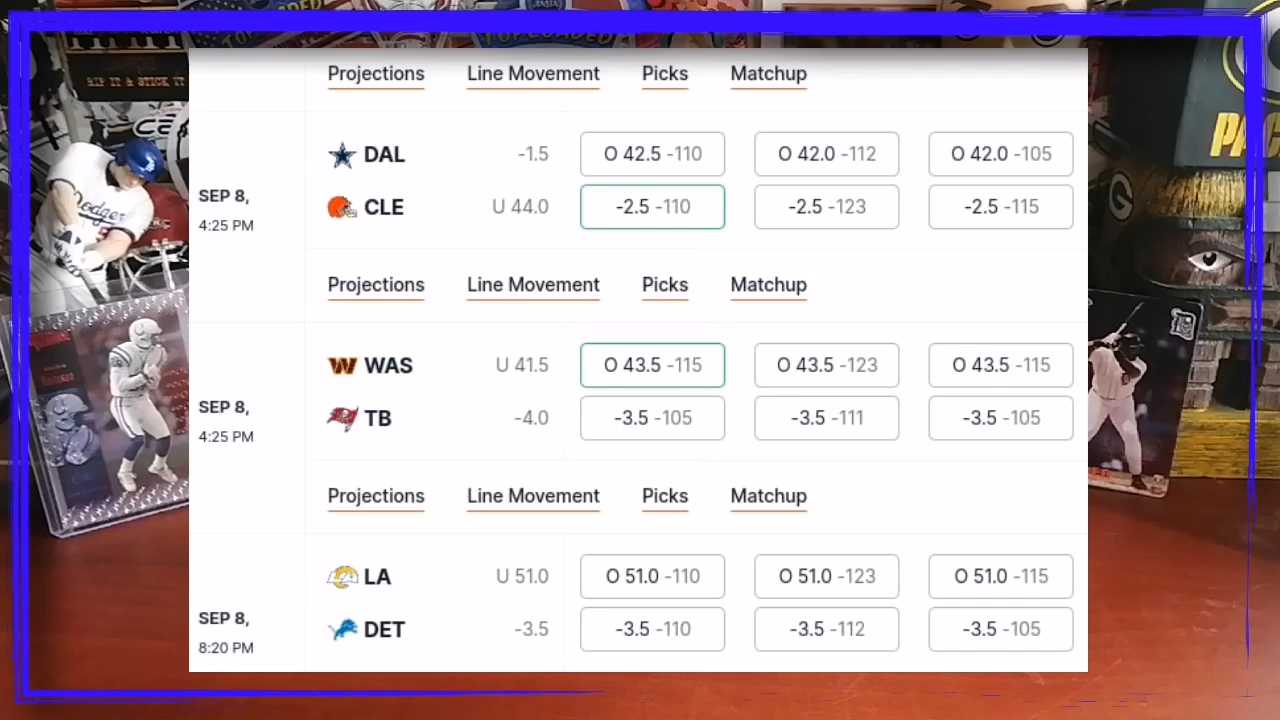 RIP IT & STICK IT
Dodgers
Projections Line Movement Picks Matchup
SEP 8,
4:25 PM
DAL -1.5 O 42.5 -110 O 42.0 -112 O 42.0 -105
CLE U 44.0 -2.5 -110 -2.5 -123 -2.5 -115
Projections Line Movement Picks Matchup
SEP 8,
4:25 PM
WAS U 41.5 O 43.5 -115 O 43.5 -123 O 43.5 -115
TB -4.0 -3.5 -105 -3.5 -111 -3.5 -105
Projections Line Movement Picks Matchup
SEP 8,
8:20 PM
LA U 51.0 O 51.0 -110 O 51.0 -123 O 51.0 -115
DET -3.5 -3.5 -110 -3.5 -112 -3.5 -105